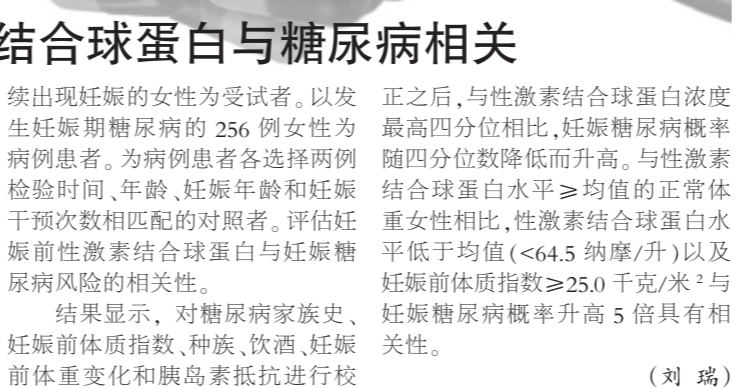 结合球蛋白与糖尿病相关
续出现妊娠的女性为受试者。以发
生妊娠期糖尿病的 256 例女性为
病例患者。为病例患者各选择两例
检验时间、年龄、妊娠年龄和妊娠
干预次数相匹配的对照者。评估妊
娠前性激素结合球蛋白与妊娠糖
尿病风险的相关性。
结果显示，对糖尿病家族史、
妊娠前体质指数、种族、饮酒、妊娠
前体重变化和胰岛素抵抗进行校
正之后，与性激素结合球蛋白浓度
最高四分位相比，妊娠糖尿病概率
随四分位数降低而升高。与性激素
结合球蛋白水平≥均值的正常体
重女性相比，性激素结合球蛋白水
平低于均值(<64.5 纳摩/升)以及
妊娠前体质指数≥25.0 千克/米²与
妊娠糖尿病概率升高 5 倍具有相
关性。
(刘 瑞)